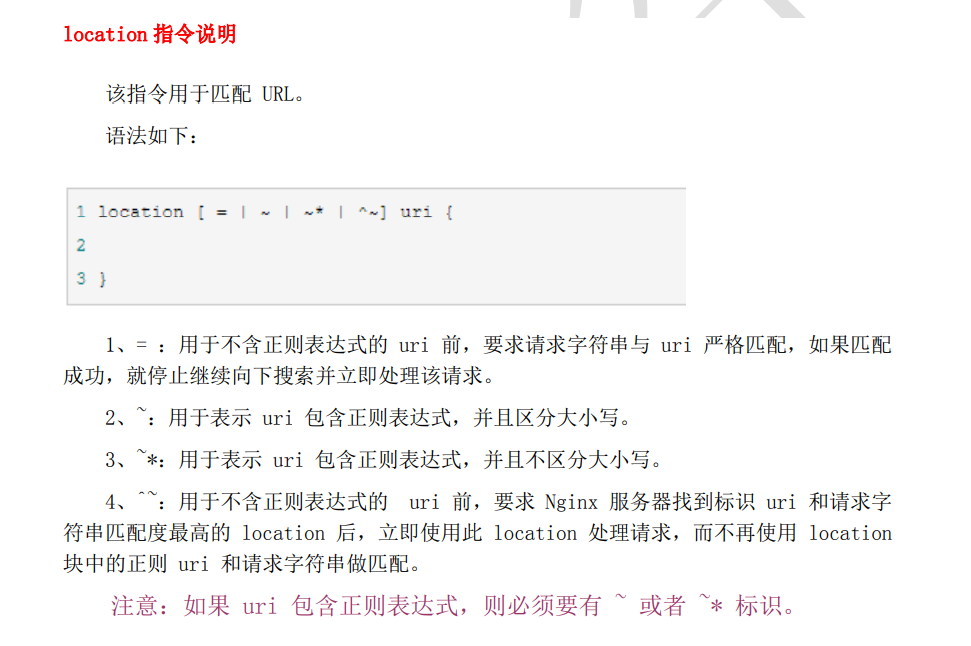 location 指令说明
该指令用于匹配 URL。
语法如下：
1 location [ = | ~ | ~* | ^~] uri {
2
3 }
1、= ：用于不含正则表达式的 uri 前，要求请求字符串与 uri 严格匹配，如果匹配
成功，就停止继续向下搜索并立即处理该请求。
2、~：用于表示 uri 包含正则表达式，并且区分大小写。
3、~*：用于表示 uri 包含正则表达式，并且不区分大小写。
4、^~：用于不含正则表达式的 uri 前，要求 Nginx 服务器找到标识 uri 和请求字
符串匹配度最高的 location 后，立即使用此 location 处理请求，而不再使用 location
块中的正则 uri 和请求字符串做匹配。
注意：如果 uri 包含正则表达式，则必须要有 ~ 或者 ~* 标识。